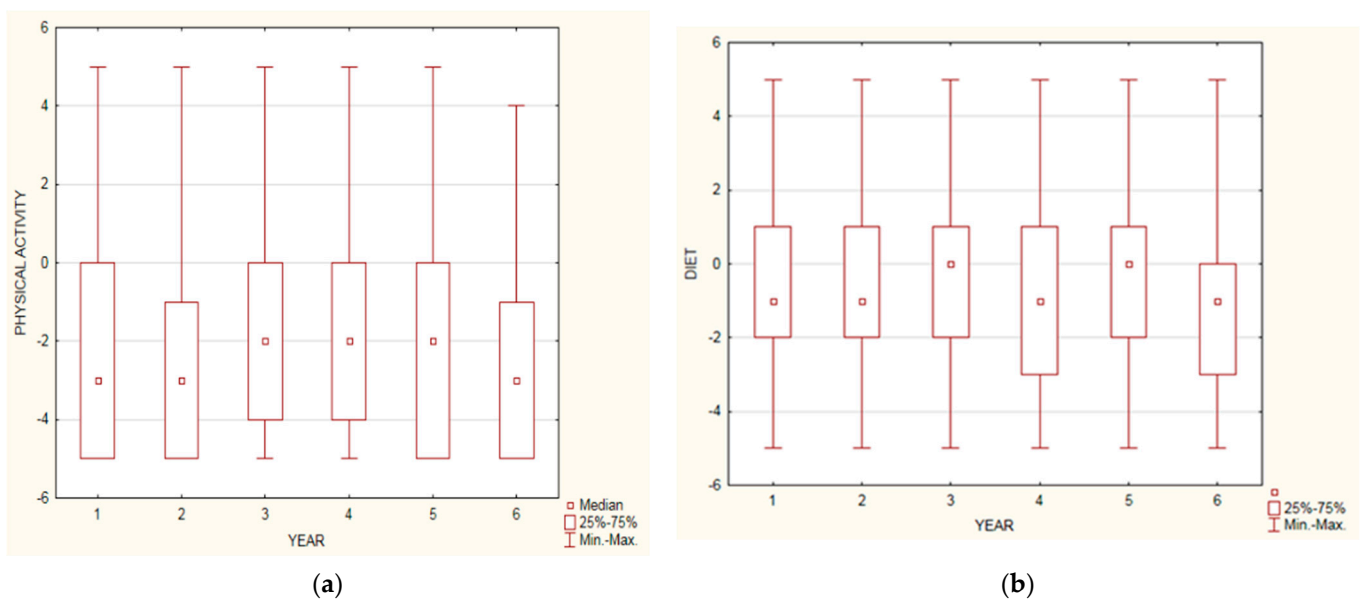 6
4
2
0
-2
-4
-6
PHYSICAL ACTIVITY
1 2 3 4 5 6
YEAR
Median
25%-75%
Min.-Max.
(a)
6
4
2
0
-2
-4
-6
DIET
1 2 3 4 5 6
YEAR
25%-75%
Min.-Max.
(b)